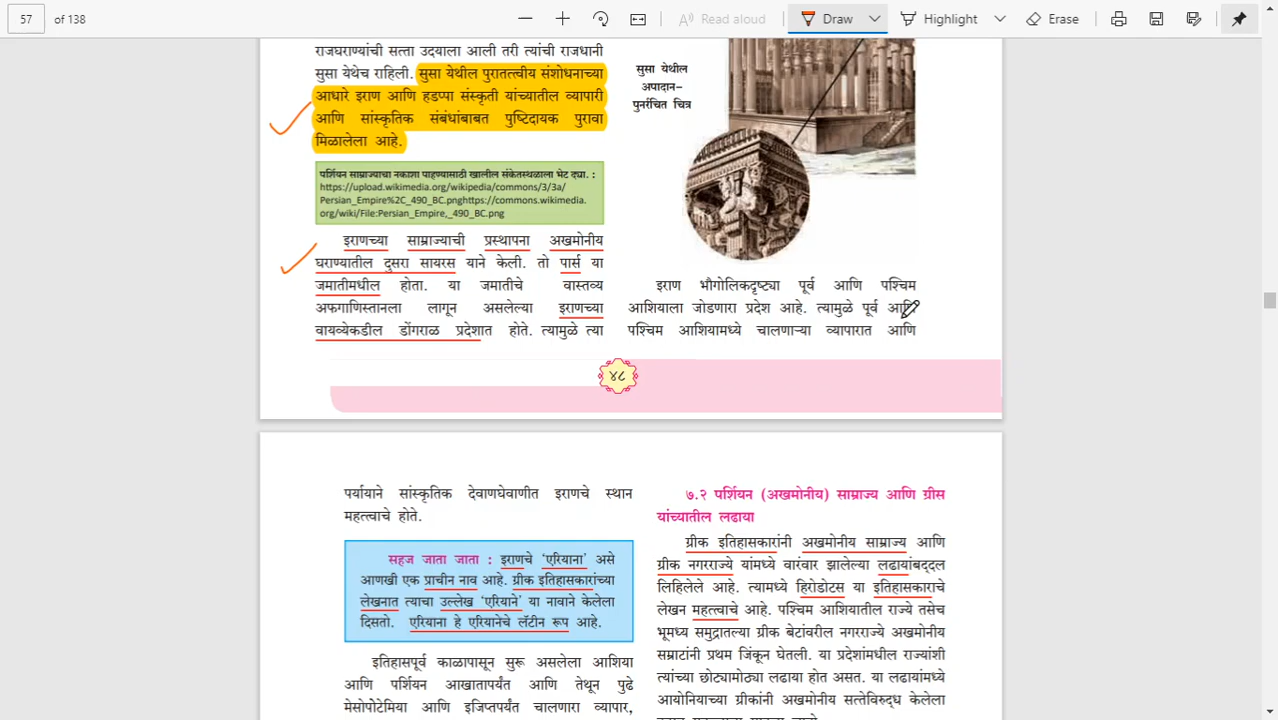 57 of 138
Read aloud
Draw
Highlight
Erase
राजघराण्यांची सत्ता उदयाला आली तरी त्यांची राजधानी
सुसा येथेच राहिली. सुसा येथील पुरातत्त्वीय संशोधनाच्या
आधारे इराण आणि हडप्पा संस्कृती यांच्यातील व्यापारी
आणि सांस्कृतिक संबंधांबाबत पुष्टिदायक पुरावा
मिळालेला आहे.
पर्शियन साम्राज्याचा नकाशा पाहण्यासाठी खालील संकेतस्थळाला भेट द्या. :
https://upload.wikimedia.org/wikipedia/commons/3/3a/
Persian_Empire%2C_490_BC.pnghttps://commons.wikimedia.
org/wiki/File:Persian_Empire,_490_BC.png
इराणच्या साम्राज्याची प्रस्थापना अखमोनीय
घराण्यातील दुसरा सायरस याने केली. तो पार्स या
जमातीमधील होता. या जमातीचे वास्तव्य
अफगाणिस्तानला लागून असलेल्या इराणच्या
वायव्येकडील डोंगराळ प्रदेशात होते. त्यामुळे त्या
सुसा येथील
अपादान-
पुनर्रचित चित्र
इराण भौगोलिकदृष्ट्या पूर्व आणि पश्चिम
आशियाला जोडणारा प्रदेश आहे. त्यामुळे पूर्व आणि
पश्चिम आशियामध्ये चालणाऱ्या व्यापारात आणि
४८
पर्यायाने सांस्कृतिक देवाणघेवाणीत इराणचे स्थान
महत्त्वाचे होते.
सहज जाता जाता : इराणचे ‘एरियाना’ असे
आणखी एक प्राचीन नाव आहे. ग्रीक इतिहासकारांच्या
लेखनात त्याचा उल्लेख ‘एरियाने’ या नावाने केलेला
दिसतो. एरियाना हे एरियानेचे लॅटीन रूप आहे.
इतिहासपूर्व काळापासून सुरू असलेला आशिया
आणि पर्शियन आखातापर्यंत आणि तेथून पुढे
मेसोपोटेमिया आणि इजिप्तपर्यंत चालणारा व्यापार,
७.२ पर्शियन (अखमोनीय) साम्राज्य आणि ग्रीस
यांच्यातील लढाया
ग्रीक इतिहासकारांनी अखमोनीय साम्राज्य आणि
ग्रीक नगरराज्ये यांमध्ये वारंवार झालेल्या लढायांबद्दल
लिहिलेले आहे. त्यामध्ये हिरोडोटस या इतिहासकाराचे
लेखन महत्त्वाचे आहे. पश्चिम आशियातील राज्ये तसेच
भूमध्य समुद्रातल्या ग्रीक बेटांवरील नगरराज्ये अखमोनीय
सम्राटांनी प्रथम जिंकून घेतली. या प्रदेशांमधील राज्यांशी
त्यांच्या छोट्यामोठ्या लढाया होत असत. या लढायांमध्ये
आयोनियाच्या ग्रीकांनी अखमोनीय सत्तेविरुद्ध केलेला